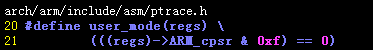 arch/arm/include/asm/ptrace.h
20 #define user_mode(regs) \
21         (((regs)->ARM_cpsr & 0xf) == 0)